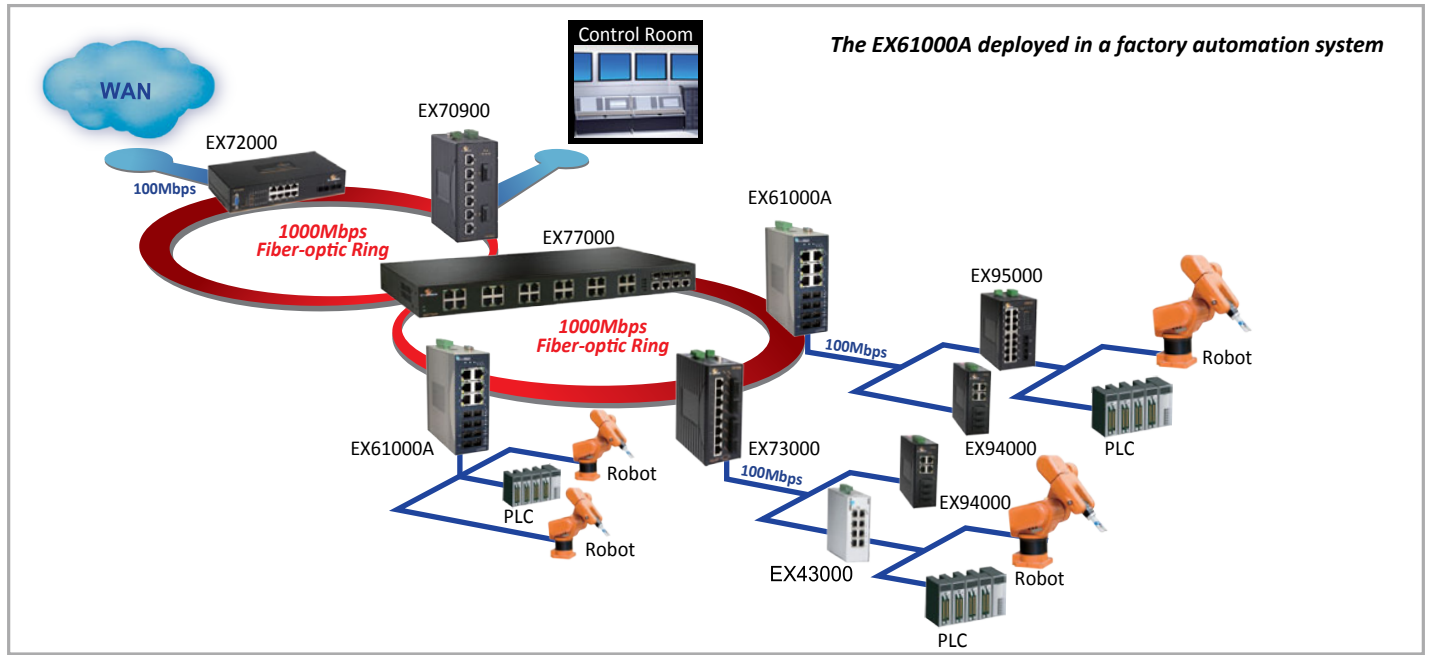 Control Room
The EX61000A deployed in a factory automation system
WAN
EX70900
EX72000
100Mbps
EX61000A
1000Mbps
Fiber-optic Ring
EX77000
EX95000
1000Mbps
Fiber-optic Ring
100Mbps
Robot
EX61000A
EX73000
EX94000
PLC
100Mbps
Robot
PLC
EX94000
Robot
EX43000
Robot
PLC